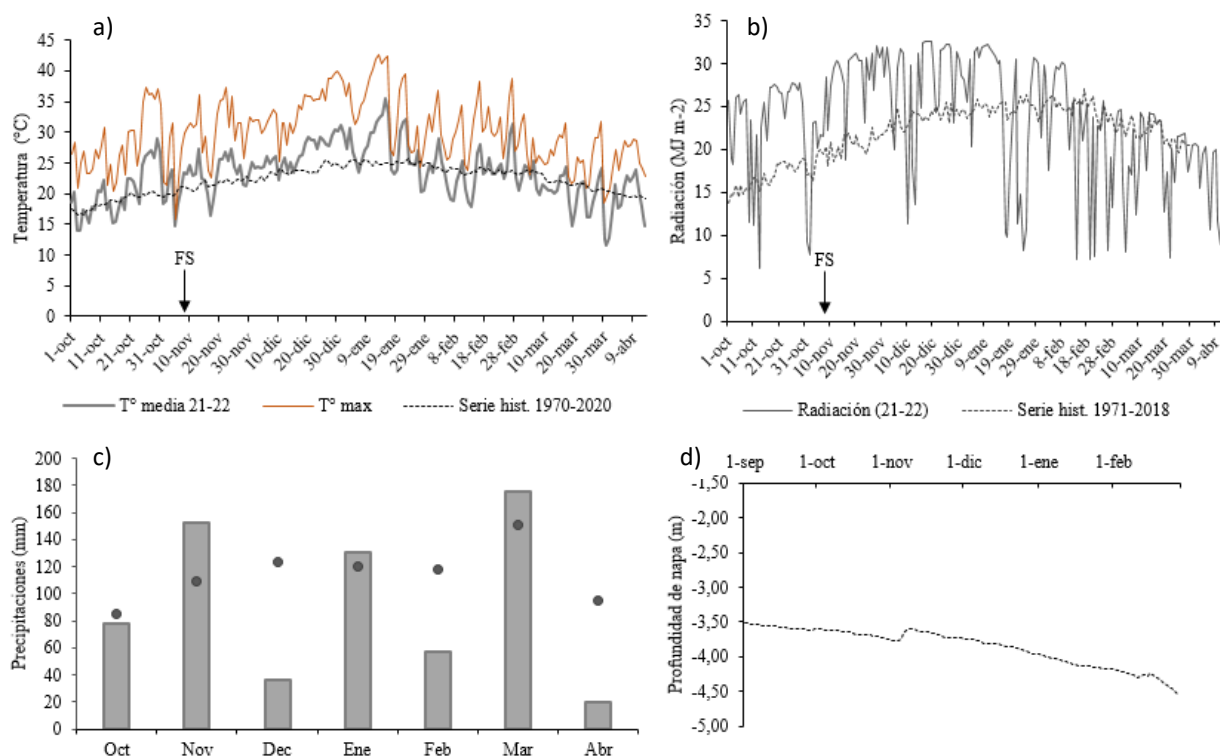 a)
45
40
35
30
25
20
15
10
5
0
Temperatura (°C)
FS
1-oct
11-oct
21-oct
31-oct
10-nov
20-nov
30-nov
10-dic
20-dic
30-dic
9-ene
19-ene
29-ene
8-feb
18-feb
28-feb
10-mar
20-mar
30-mar
9-abr
T° media 21-22
T° max
Serie hist. 1970-2020
b)
35
30
25
20
15
10
5
0
Radiación (MJ m-2)
FS
1-oct
11-oct
21-oct
31-oct
10-nov
20-nov
30-nov
10-dic
20-dic
30-dic
9-ene
19-ene
29-ene
8-feb
18-feb
28-feb
10-mar
20-mar
30-mar
9-abr
Radiación (21-22)
Serie hist. 1971-2018
c)
200
180
160
140
120
100
80
60
40
20
0
Precipitaciones (mm)
Oct
Nov
Dec
Ene
Feb
Mar
Abr
d)
1-sep
1-oct
1-nov
1-dic
1-ene
1-feb
-1,50
-2,00
-2,50
-3,00
-3,50
-4,00
-4,50
-5,00
Profundidad de napa (m)